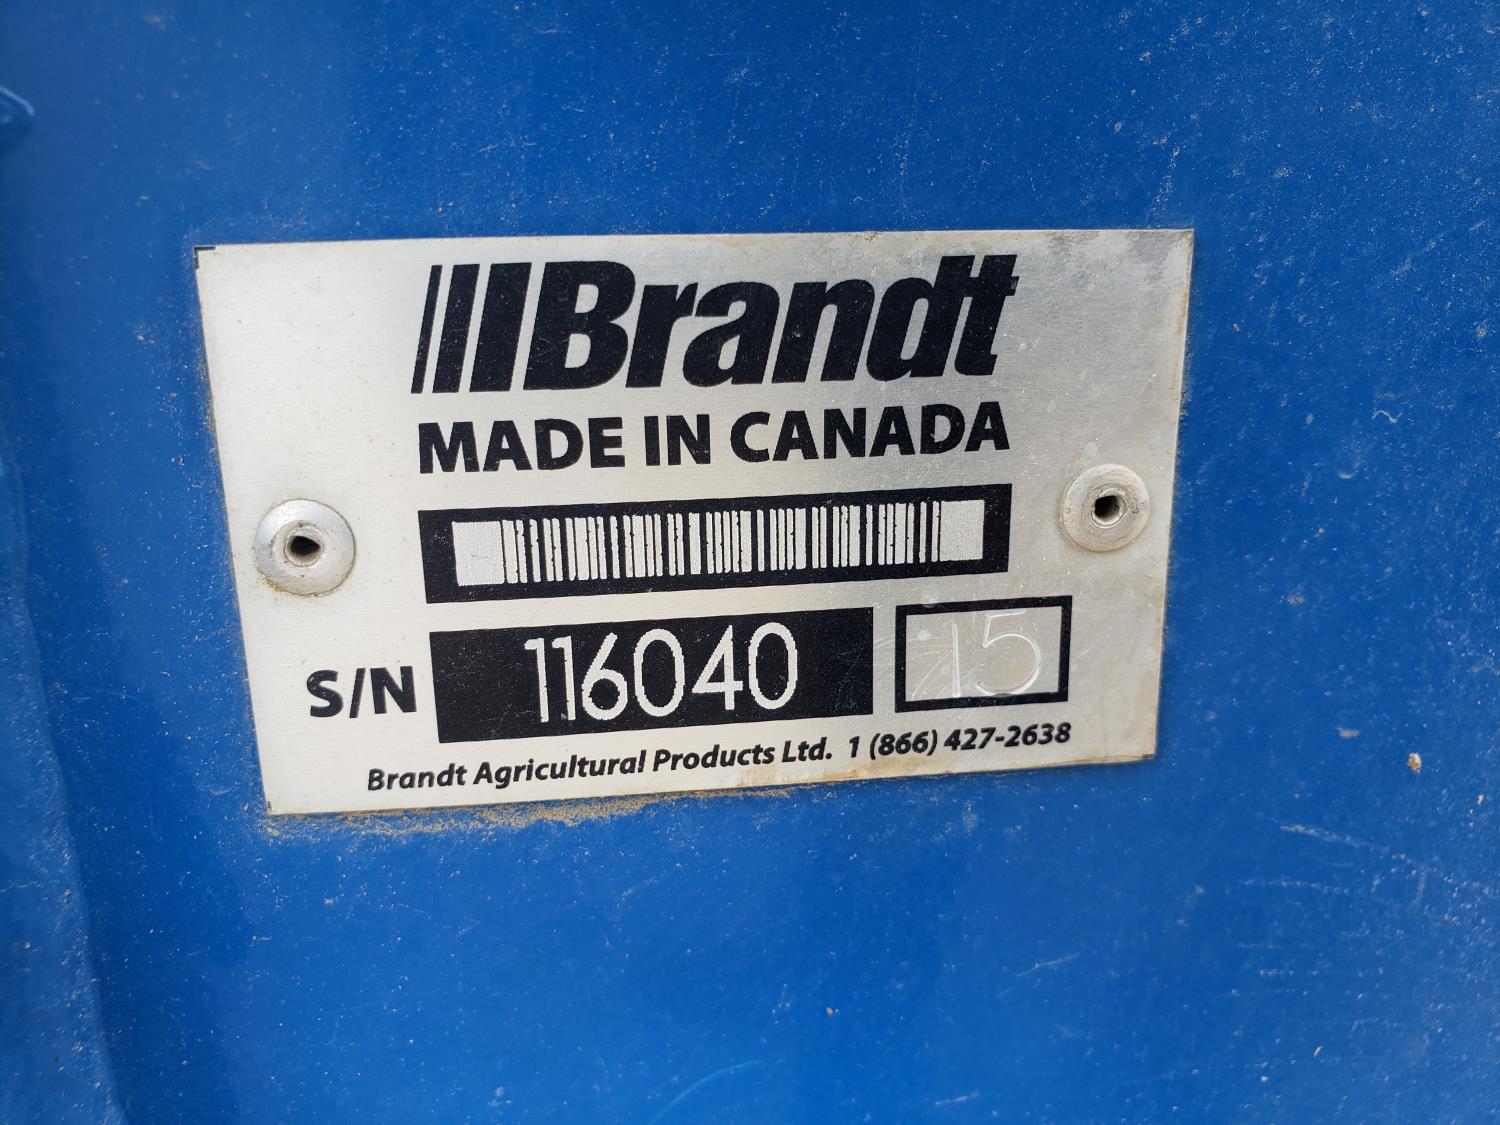 Brandt
MADE IN CANADA
S/N 116040 15
Brandt Agricultural Products Ltd. 1 (866) 427-2638